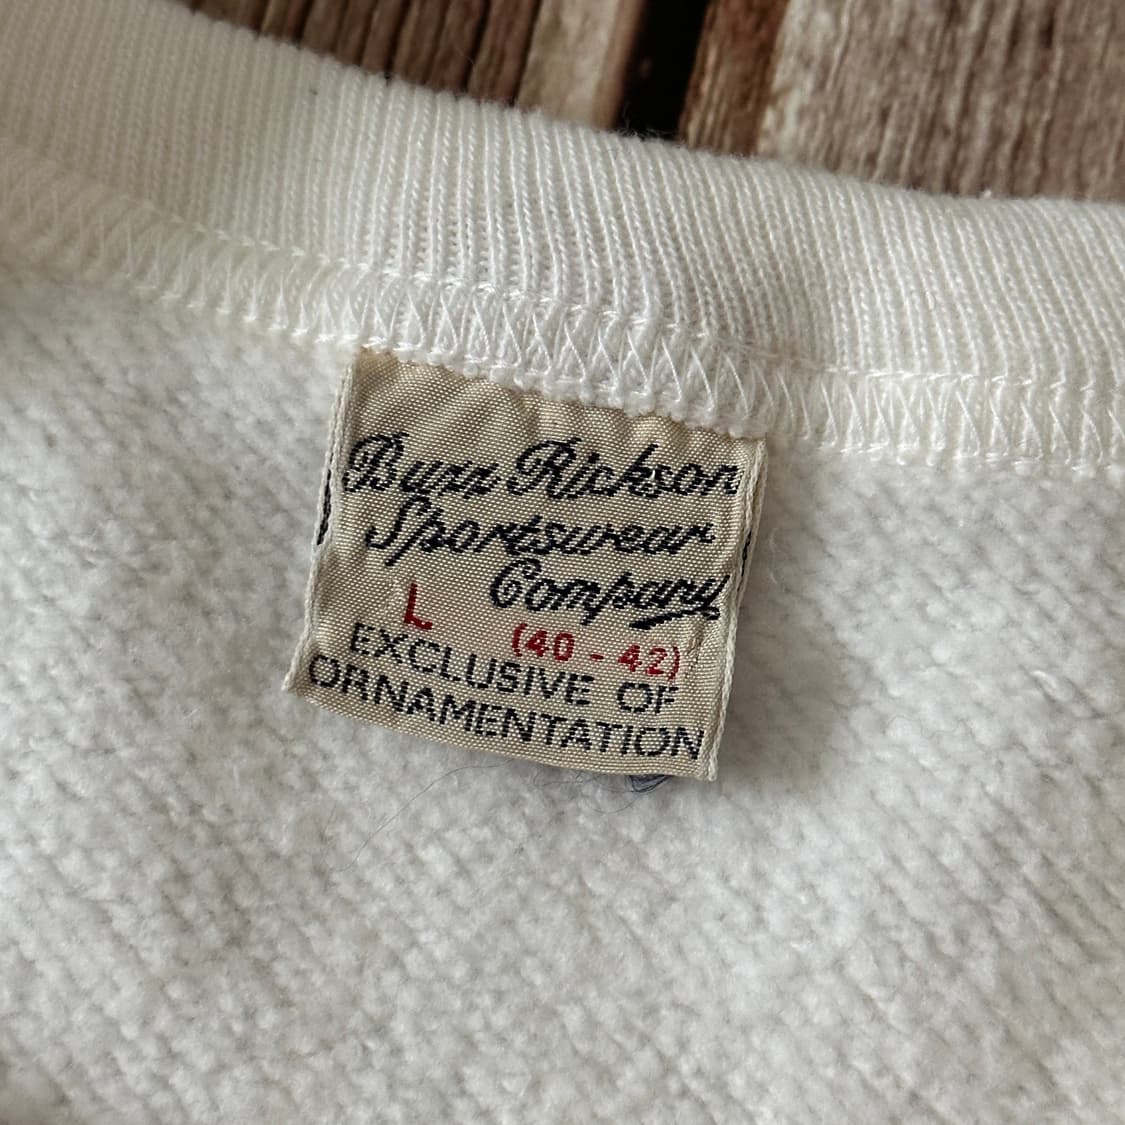 Buzz Rickson
Sportswear
Company
L (40 - 42)
EXCLUSIVE OF
ORNAMENTATION